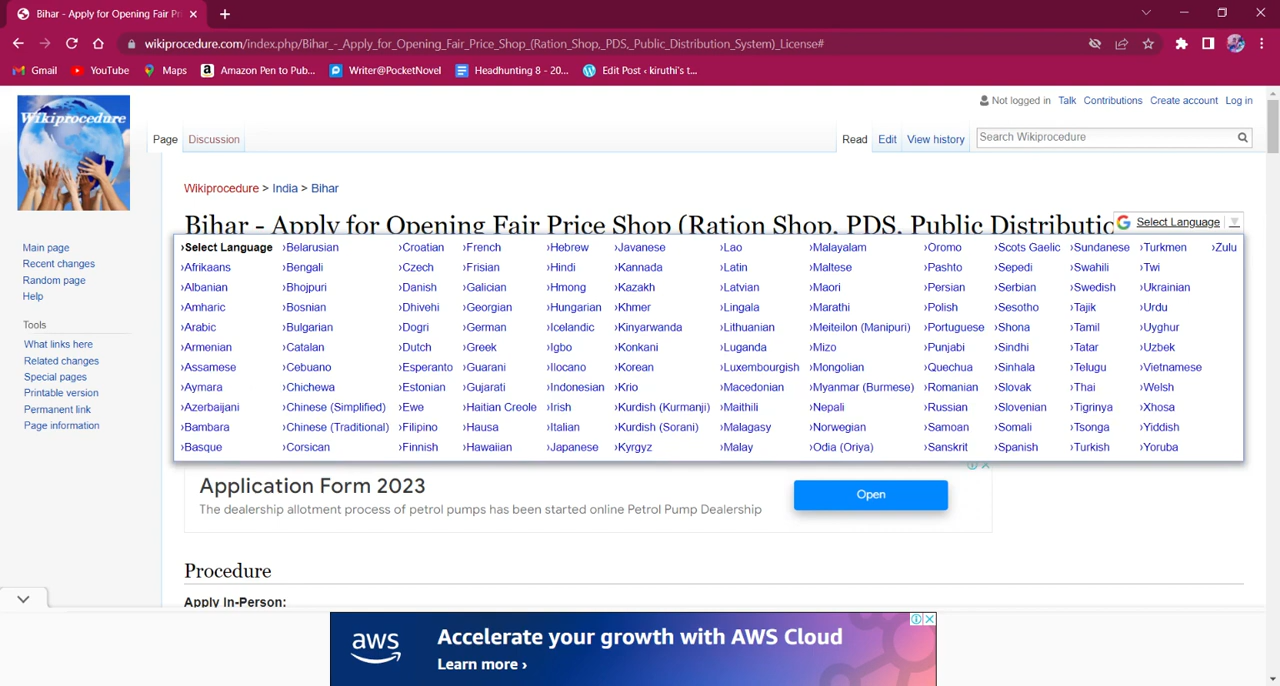 Bihar - Apply for Opening Fair Pr
wikiprocedure.com/index.php/Bihar_-_Apply_for_Opening_Fair_Price_Shop_(Ration_Shop,_PDS,_Public_Distribution_System)_License#
Gmail YouTube Maps Amazon Pen to Pub... Writer@PocketNovel Headhunting 8 - 20... Edit Post ‹ kiruthi's t...
Wikiprocedure
Not logged in Talk Contributions Create account Log in
Page Discussion Read Edit View history Search Wikiprocedure
Wikiprocedure > India > Bihar
Bihar - Apply for Opening Fair Price Shop (Ration Shop, PDS, Public Distributio
Select Language
Main page
Recent changes
Random page
Help
Tools
What links here
Related changes
Special pages
Printable version
Permanent link
Page information
›Select Language ›Belarusian ›Croatian ›French ›Hebrew ›Javanese ›Lao ›Malayalam ›Oromo ›Scots Gaelic ›Sundanese ›Turkmen ›Zulu
›Afrikaans ›Bengali ›Czech ›Frisian ›Hindi ›Kannada ›Latin ›Maltese ›Pashto ›Sepedi ›Swahili ›Twi
›Albanian ›Bhojpuri ›Danish ›Galician ›Hmong ›Kazakh ›Latvian ›Maori ›Persian ›Serbian ›Swedish ›Ukrainian
›Amharic ›Bosnian ›Dhivehi ›Georgian ›Hungarian ›Khmer ›Lingala ›Marathi ›Polish ›Sesotho ›Tajik ›Urdu
›Arabic ›Bulgarian ›Dogri ›German ›Icelandic ›Kinyarwanda ›Lithuanian ›Meiteilon (Manipuri) ›Portuguese ›Shona ›Tamil ›Uyghur
›Armenian ›Catalan ›Dutch ›Greek ›Igbo ›Konkani ›Luganda ›Mizo ›Punjabi ›Sindhi ›Tatar ›Uzbek
›Assamese ›Cebuano ›Esperanto ›Guarani ›Ilocano ›Korean ›Luxembourgish ›Mongolian ›Quechua ›Sinhala ›Telugu ›Vietnamese
›Aymara ›Chichewa ›Estonian ›Gujarati ›Indonesian ›Krio ›Macedonian ›Myanmar (Burmese) ›Romanian ›Slovak ›Thai ›Welsh
›Azerbaijani ›Chinese (Simplified) ›Ewe ›Haitian Creole ›Irish ›Kurdish (Kurmanji) ›Maithili ›Nepali ›Russian ›Slovenian ›Tigrinya ›Xhosa
›Bambara ›Chinese (Traditional) ›Filipino ›Hausa ›Italian ›Kurdish (Sorani) ›Malagasy ›Norwegian ›Samoan ›Somali ›Tsonga ›Yiddish
›Basque ›Corsican ›Finnish ›Hawaiian ›Japanese ›Kyrgyz ›Malay ›Odia (Oriya) ›Sanskrit ›Spanish ›Turkish ›Yoruba
Application Form 2023
The dealership allotment process of petrol pumps has been started online Petrol Pump Dealership
Open
Procedure
Apply In-Person:
aws
Accelerate your growth with AWS Cloud
Learn more ›